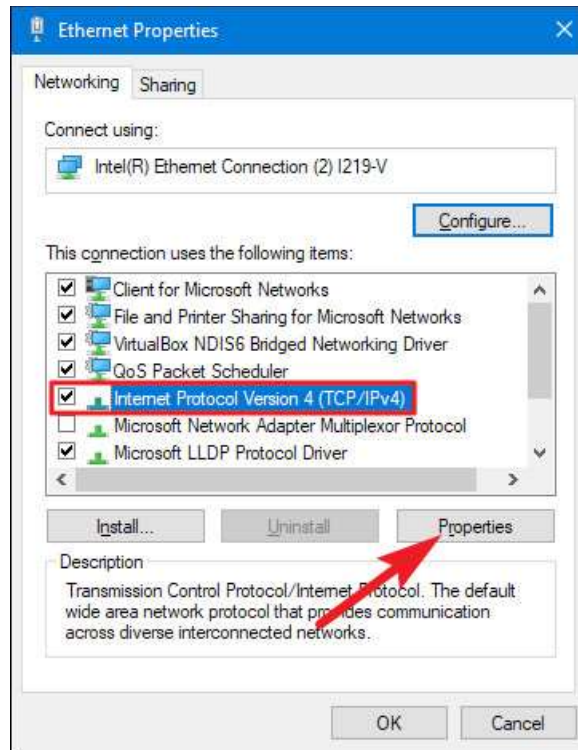 Ethernet Properties
Networking
Sharing
Connect using:
Intel(R) Ethernet Connection (2) I219-V
Configure...
This connection uses the following items:
Client for Microsoft Networks
File and Printer Sharing for Microsoft Networks
VirtualBox NDIS6 Bridged Networking Driver
QoS Packet Scheduler
Internet Protocol Version 4 (TCP/IPv4)
Microsoft Network Adapter Multiplexor Protocol
Microsoft LLDP Protocol Driver
Install...
Uninstall
Properties
Description
Transmission Control Protocol/Internet Protocol. The default
wide area network protocol that provides communication
across diverse interconnected networks.
OK
Cancel